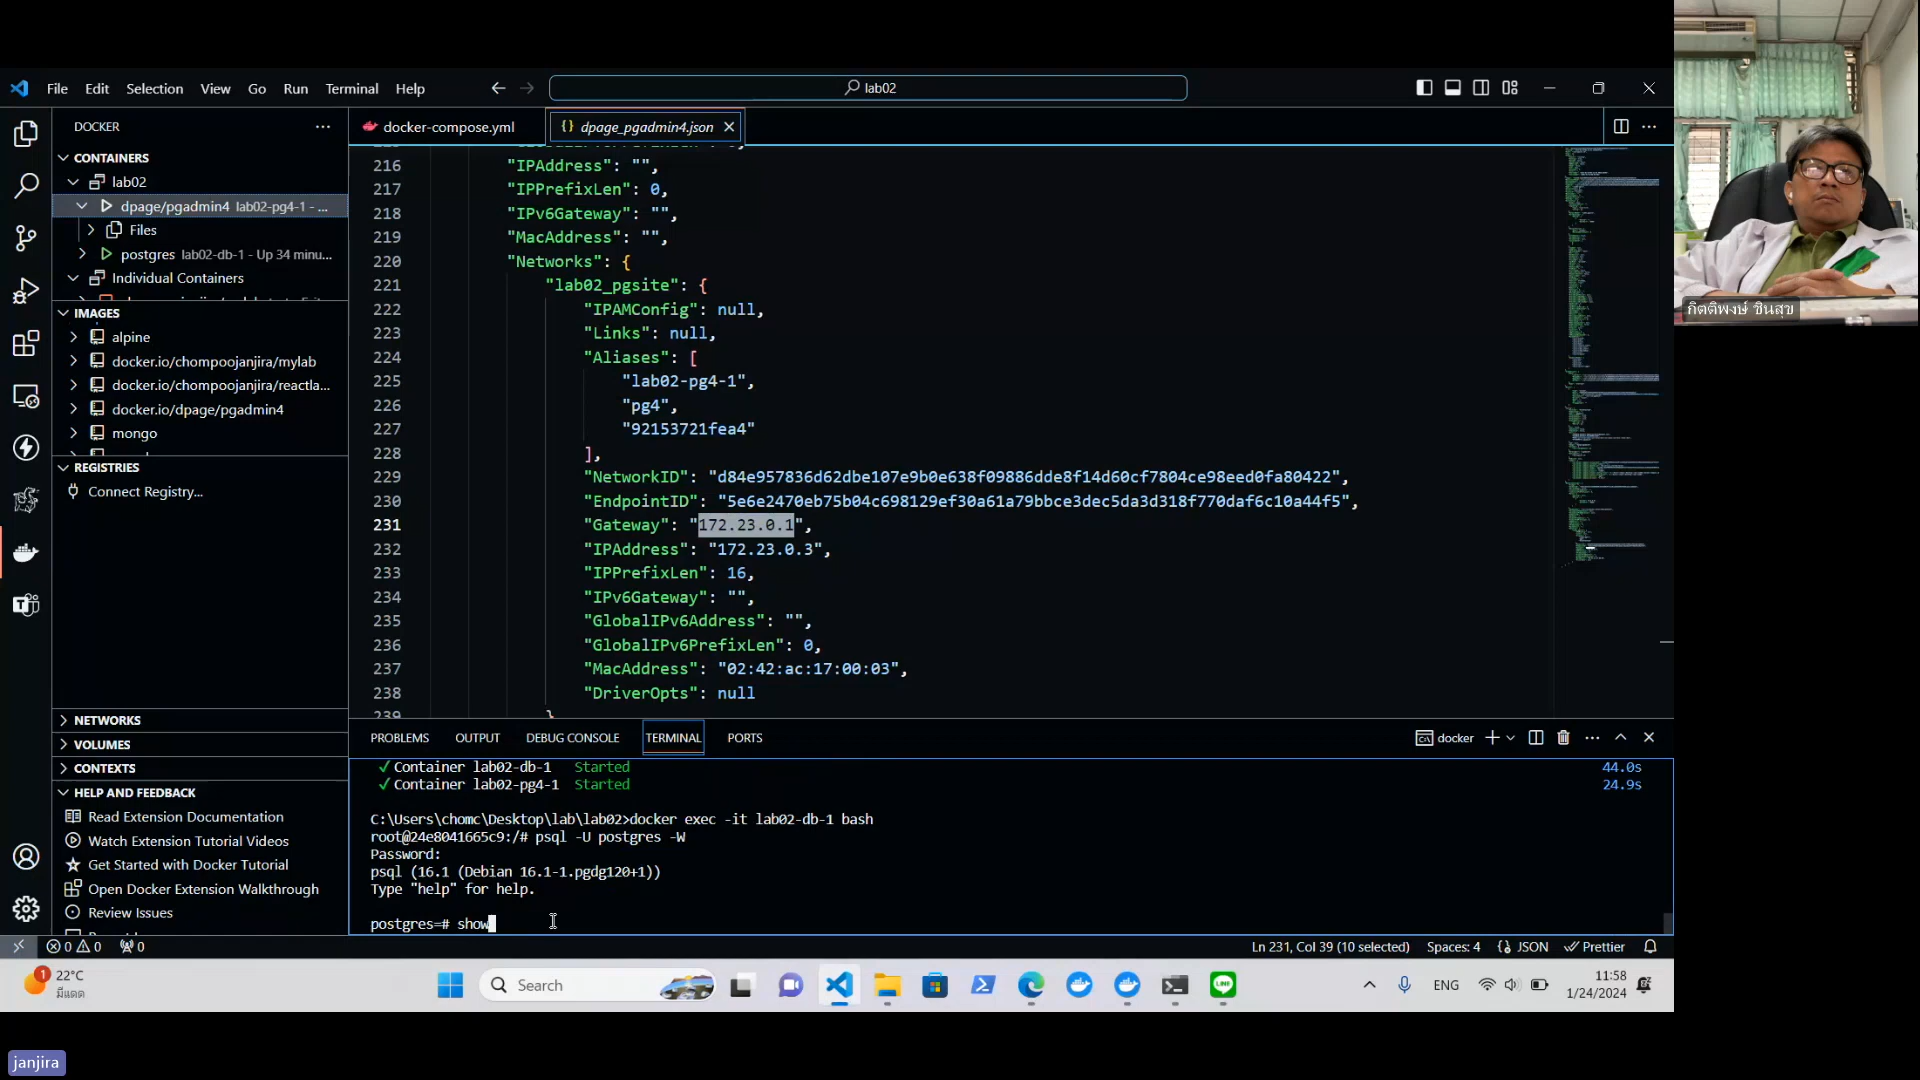 File Edit Selection View Go Run Terminal Help
lab02
DOCKER
docker-compose.yml
{} dpage_pgadmin4.json
CONTAINERS
lab02
dpage/pgadmin4 lab02-pg4-1 - ...
Files
postgres lab02-db-1 - Up 34 minu...
Individual Containers
IMAGES
alpine
docker.io/chompoojanjira/mylab
docker.io/chompoojanjira/reactla...
docker.io/dpage/pgadmin4
mongo
REGISTRIES
Connect Registry...
NETWORKS
VOLUMES
CONTEXTS
HELP AND FEEDBACK
Read Extension Documentation
Watch Extension Tutorial Videos
Get Started with Docker Tutorial
Open Docker Extension Walkthrough
Review Issues
216 "IPAddress": "",
217 "IPPrefixLen": 0,
218 "IPv6Gateway": "",
219 "MacAddress": "",
220 "Networks": {
221 "lab02_pgsite": {
222 "IPAMConfig": null,
223 "Links": null,
224 "Aliases": [
225 "lab02-pg4-1",
226 "pg4",
227 "92153721fea4"
228 ],
229 "NetworkID": "d84e957836d62dbe107e9b0e638f09886dde8f14d60cf7804ce98eed0fa80422",
230 "EndpointID": "5e6e2470eb75b04c698129ef30a61a79bbce3dec5da3d318f770daf6c10a44f5",
231 "Gateway": "172.23.0.1",
232 "IPAddress": "172.23.0.3",
233 "IPPrefixLen": 16,
234 "IPv6Gateway": "",
235 "GlobalIPv6Address": "",
236 "GlobalIPv6PrefixLen": 0,
237 "MacAddress": "02:42:ac:17:00:03",
238 "DriverOpts": null
239 }
PROBLEMS OUTPUT DEBUG CONSOLE TERMINAL PORTS
docker
✓ Container lab02-db-1 Started 44.0s
✓ Container lab02-pg4-1 Started 24.9s
C:\Users\chomc\Desktop\lab\lab02>docker exec -it lab02-db-1 bash
root@24e8041665c9:/# psql -U postgres -W
Password:
psql (16.1 (Debian 16.1-1.pgdg120+1))
Type "help" for help.
postgres=# show
0 0 0
Ln 231, Col 39 (10 selected) Spaces: 4 {} JSON Prettier
1
22°C
มีแดด
Search
LINE
ENG
11:58
1/24/2024
กิตติพงษ์ ชินสุข
janjira